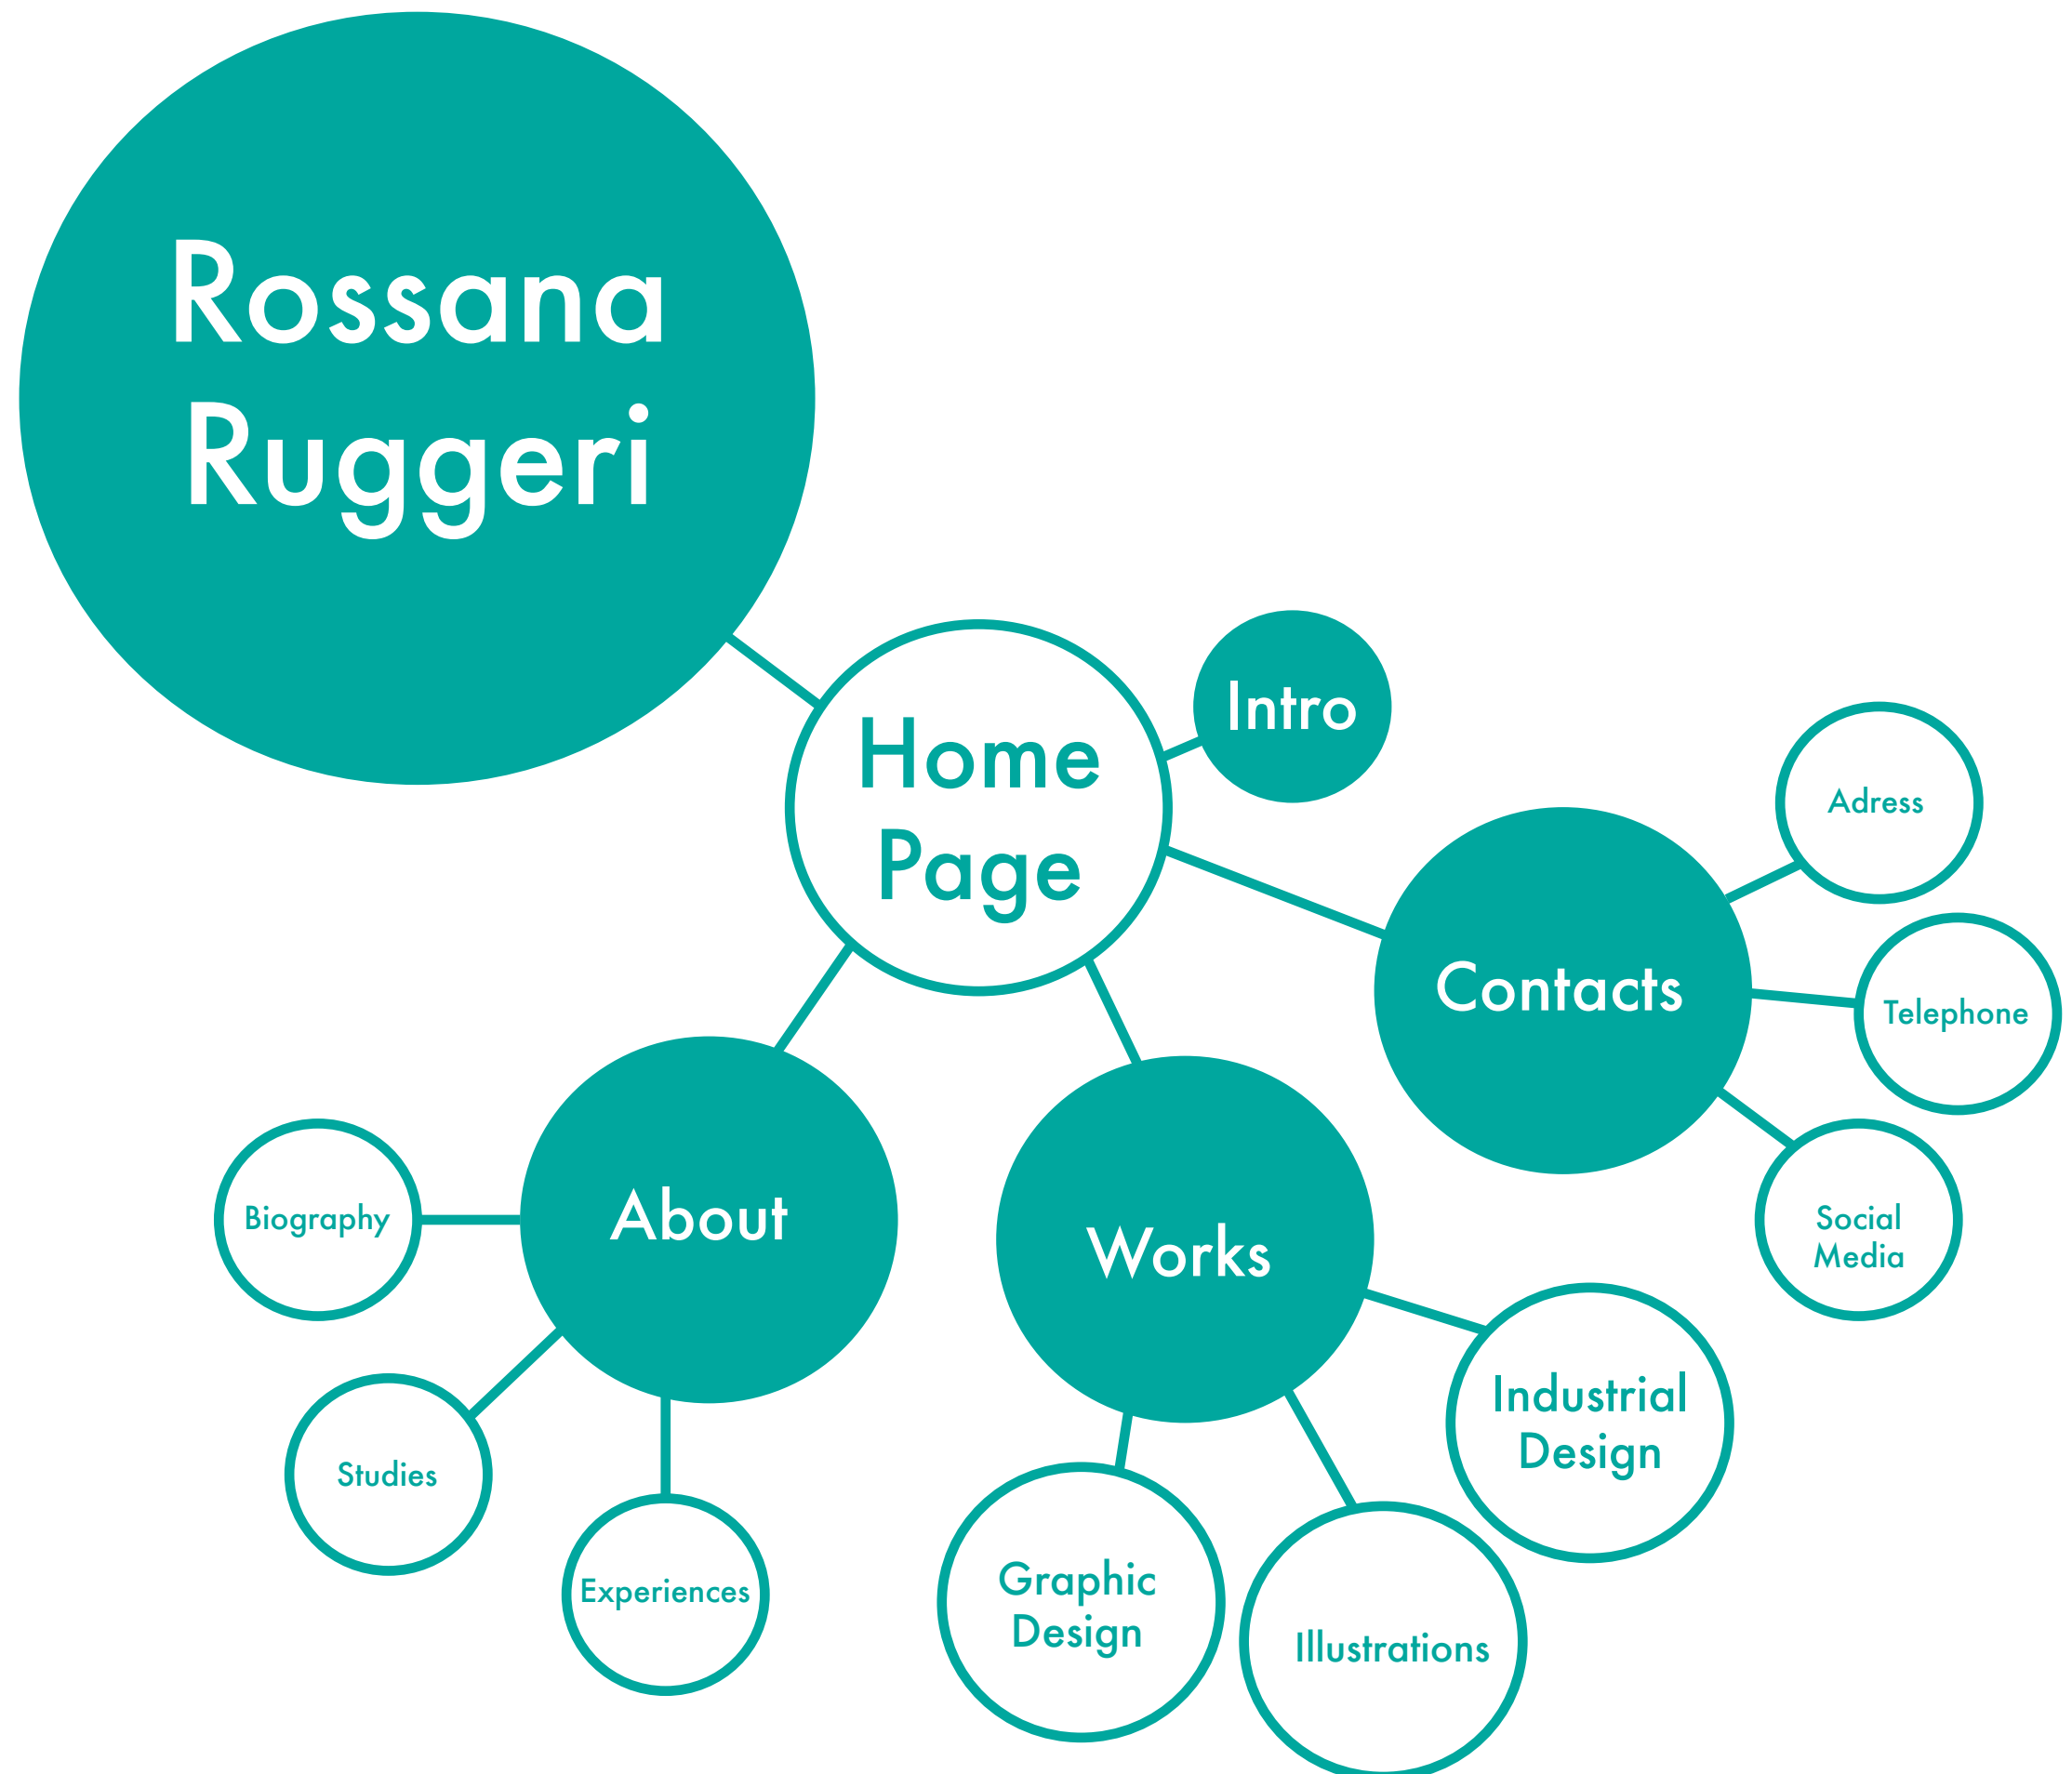 Rossana
Ruggeri
Home
Page
Intro
Contacts
Adress
Telephone
Social
Media
About
Biography
Studies
Experiences
Works
Industrial
Design
Graphic
Design
Illustrations